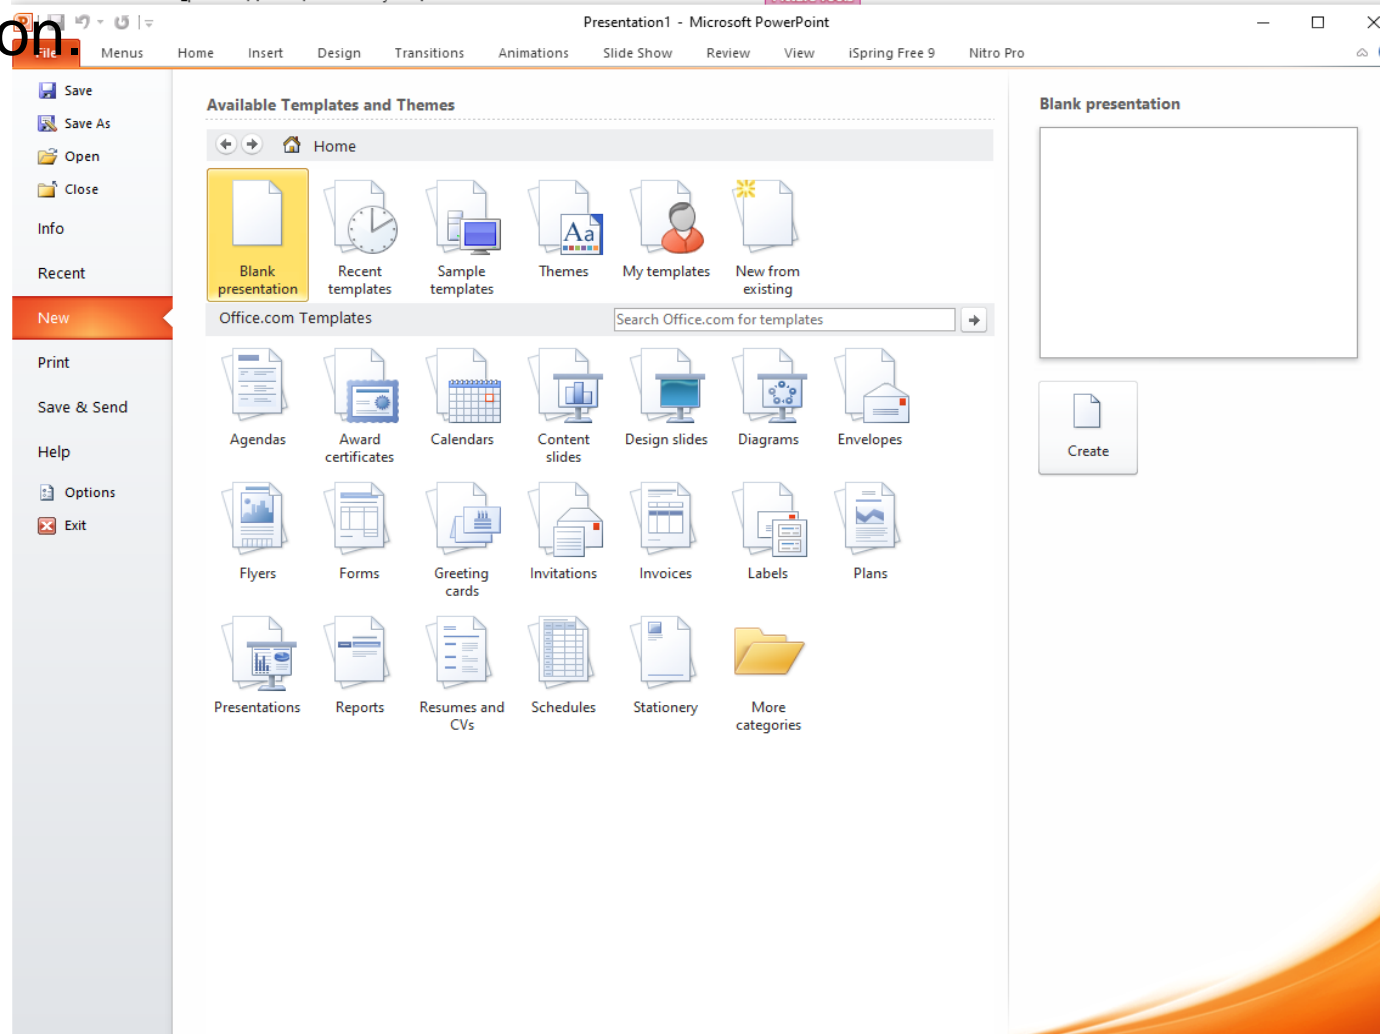 Presentation1 - Microsoft PowerPoint
on.
File Menus Home Insert Design Transitions Animations Slide Show Review View iSpring Free 9 Nitro Pro
Save
Save As
Open
Close
Info
Recent
New
Print
Save & Send
Help
Options
Exit
Available Templates and Themes
Home
Blank presentation
Recent templates
Sample templates
Themes
My templates
New from existing
Office.com Templates
Search Office.com for templates
Agendas
Award certificates
Calendars
Content slides
Design slides
Diagrams
Envelopes
Flyers
Forms
Greeting cards
Invitations
Invoices
Labels
Plans
Presentations
Reports
Resumes and CVs
Schedules
Stationery
More categories
Blank presentation
Create